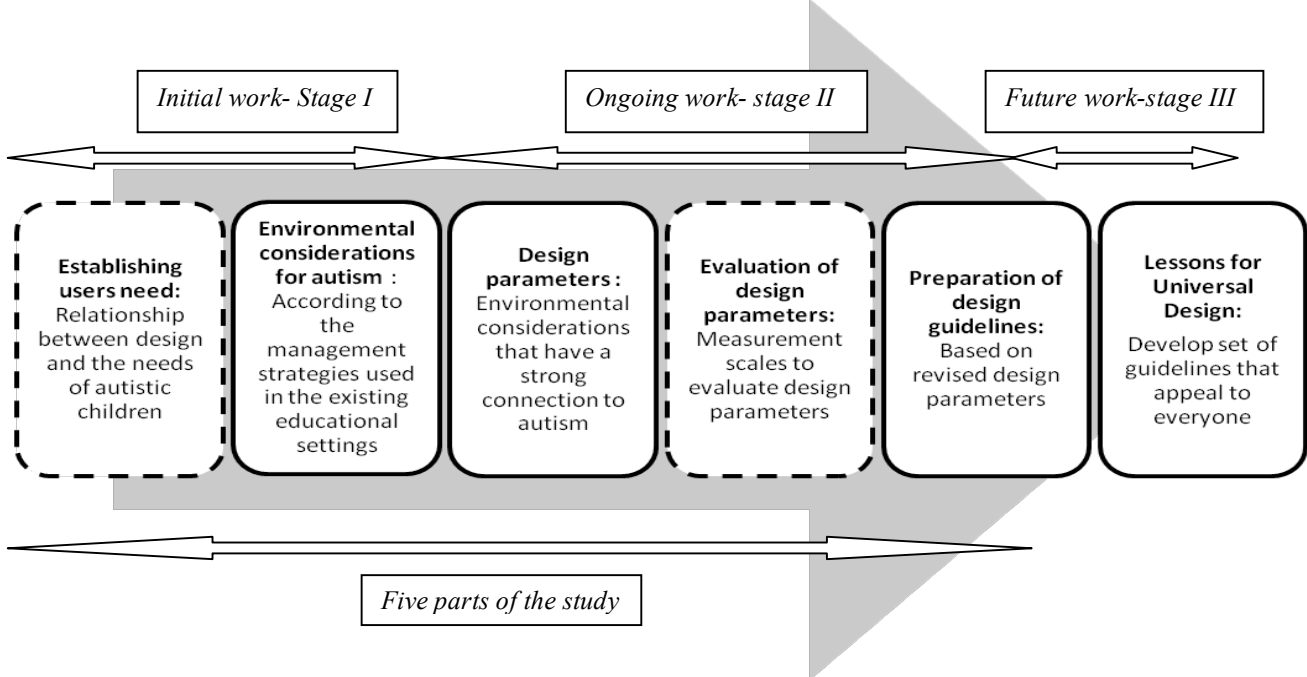 Initial work- Stage I
Ongoing work- stage II
Future work-stage III
Establishing
users need:
Relationship
between design
and the needs
of autistic
children
Environmental
considerations
for autism :
According to
the
management
strategies used
in the existing
educational
settings
Design
parameters :
Environmental
considerations
that have a
strong
connection to
autism
Evaluation of
design
parameters:
Measurement
scales to
evaluate design
parameters
Preparation of
design
guidelines:
Based on
revised design
parameters
Lessons for
Universal
Design:
Develop set of
guidelines that
appeal to
everyone
Five parts of the study